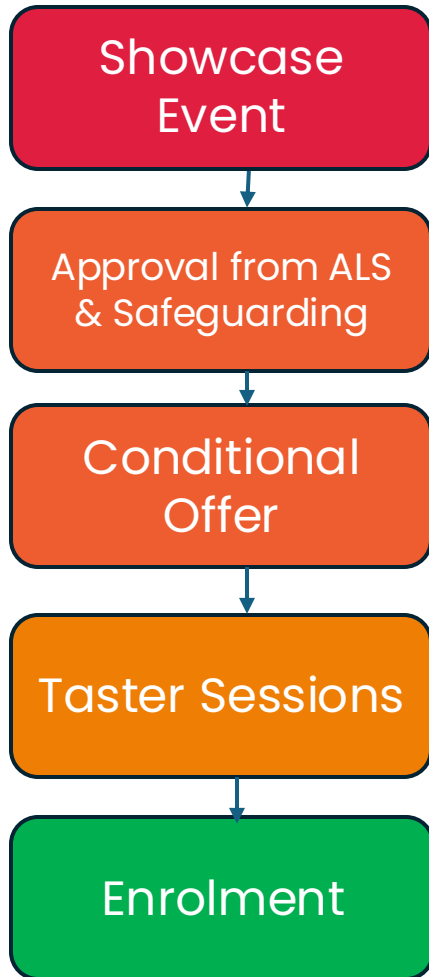 Showcase
Event
Approval from ALS
& Safeguarding
Conditional
Offer
Taster Sessions
Enrolment